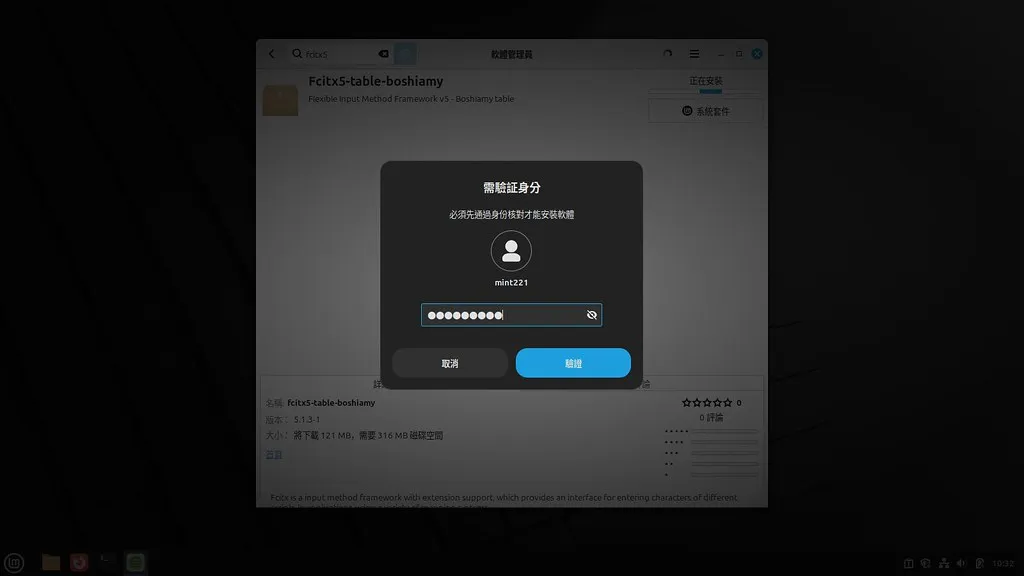 fcitx5
軟體管理員
Fcitx5-table-boshiamy
Flexible Input Method Framework v5 - Boshiamy table
正在安裝
系統套件
需驗証身分
必須先通過身份核對才能安裝軟體
mint221
取消
驗證
名稱: fcitx5-table-boshiamy
版本: 5.1.3-1
大小: 將下載 121 MB，需要 316 MB 磁碟空間
0
0 評論
Fcitx is a input method framework with extension support, which provides an interface for entering characters of different
10:32